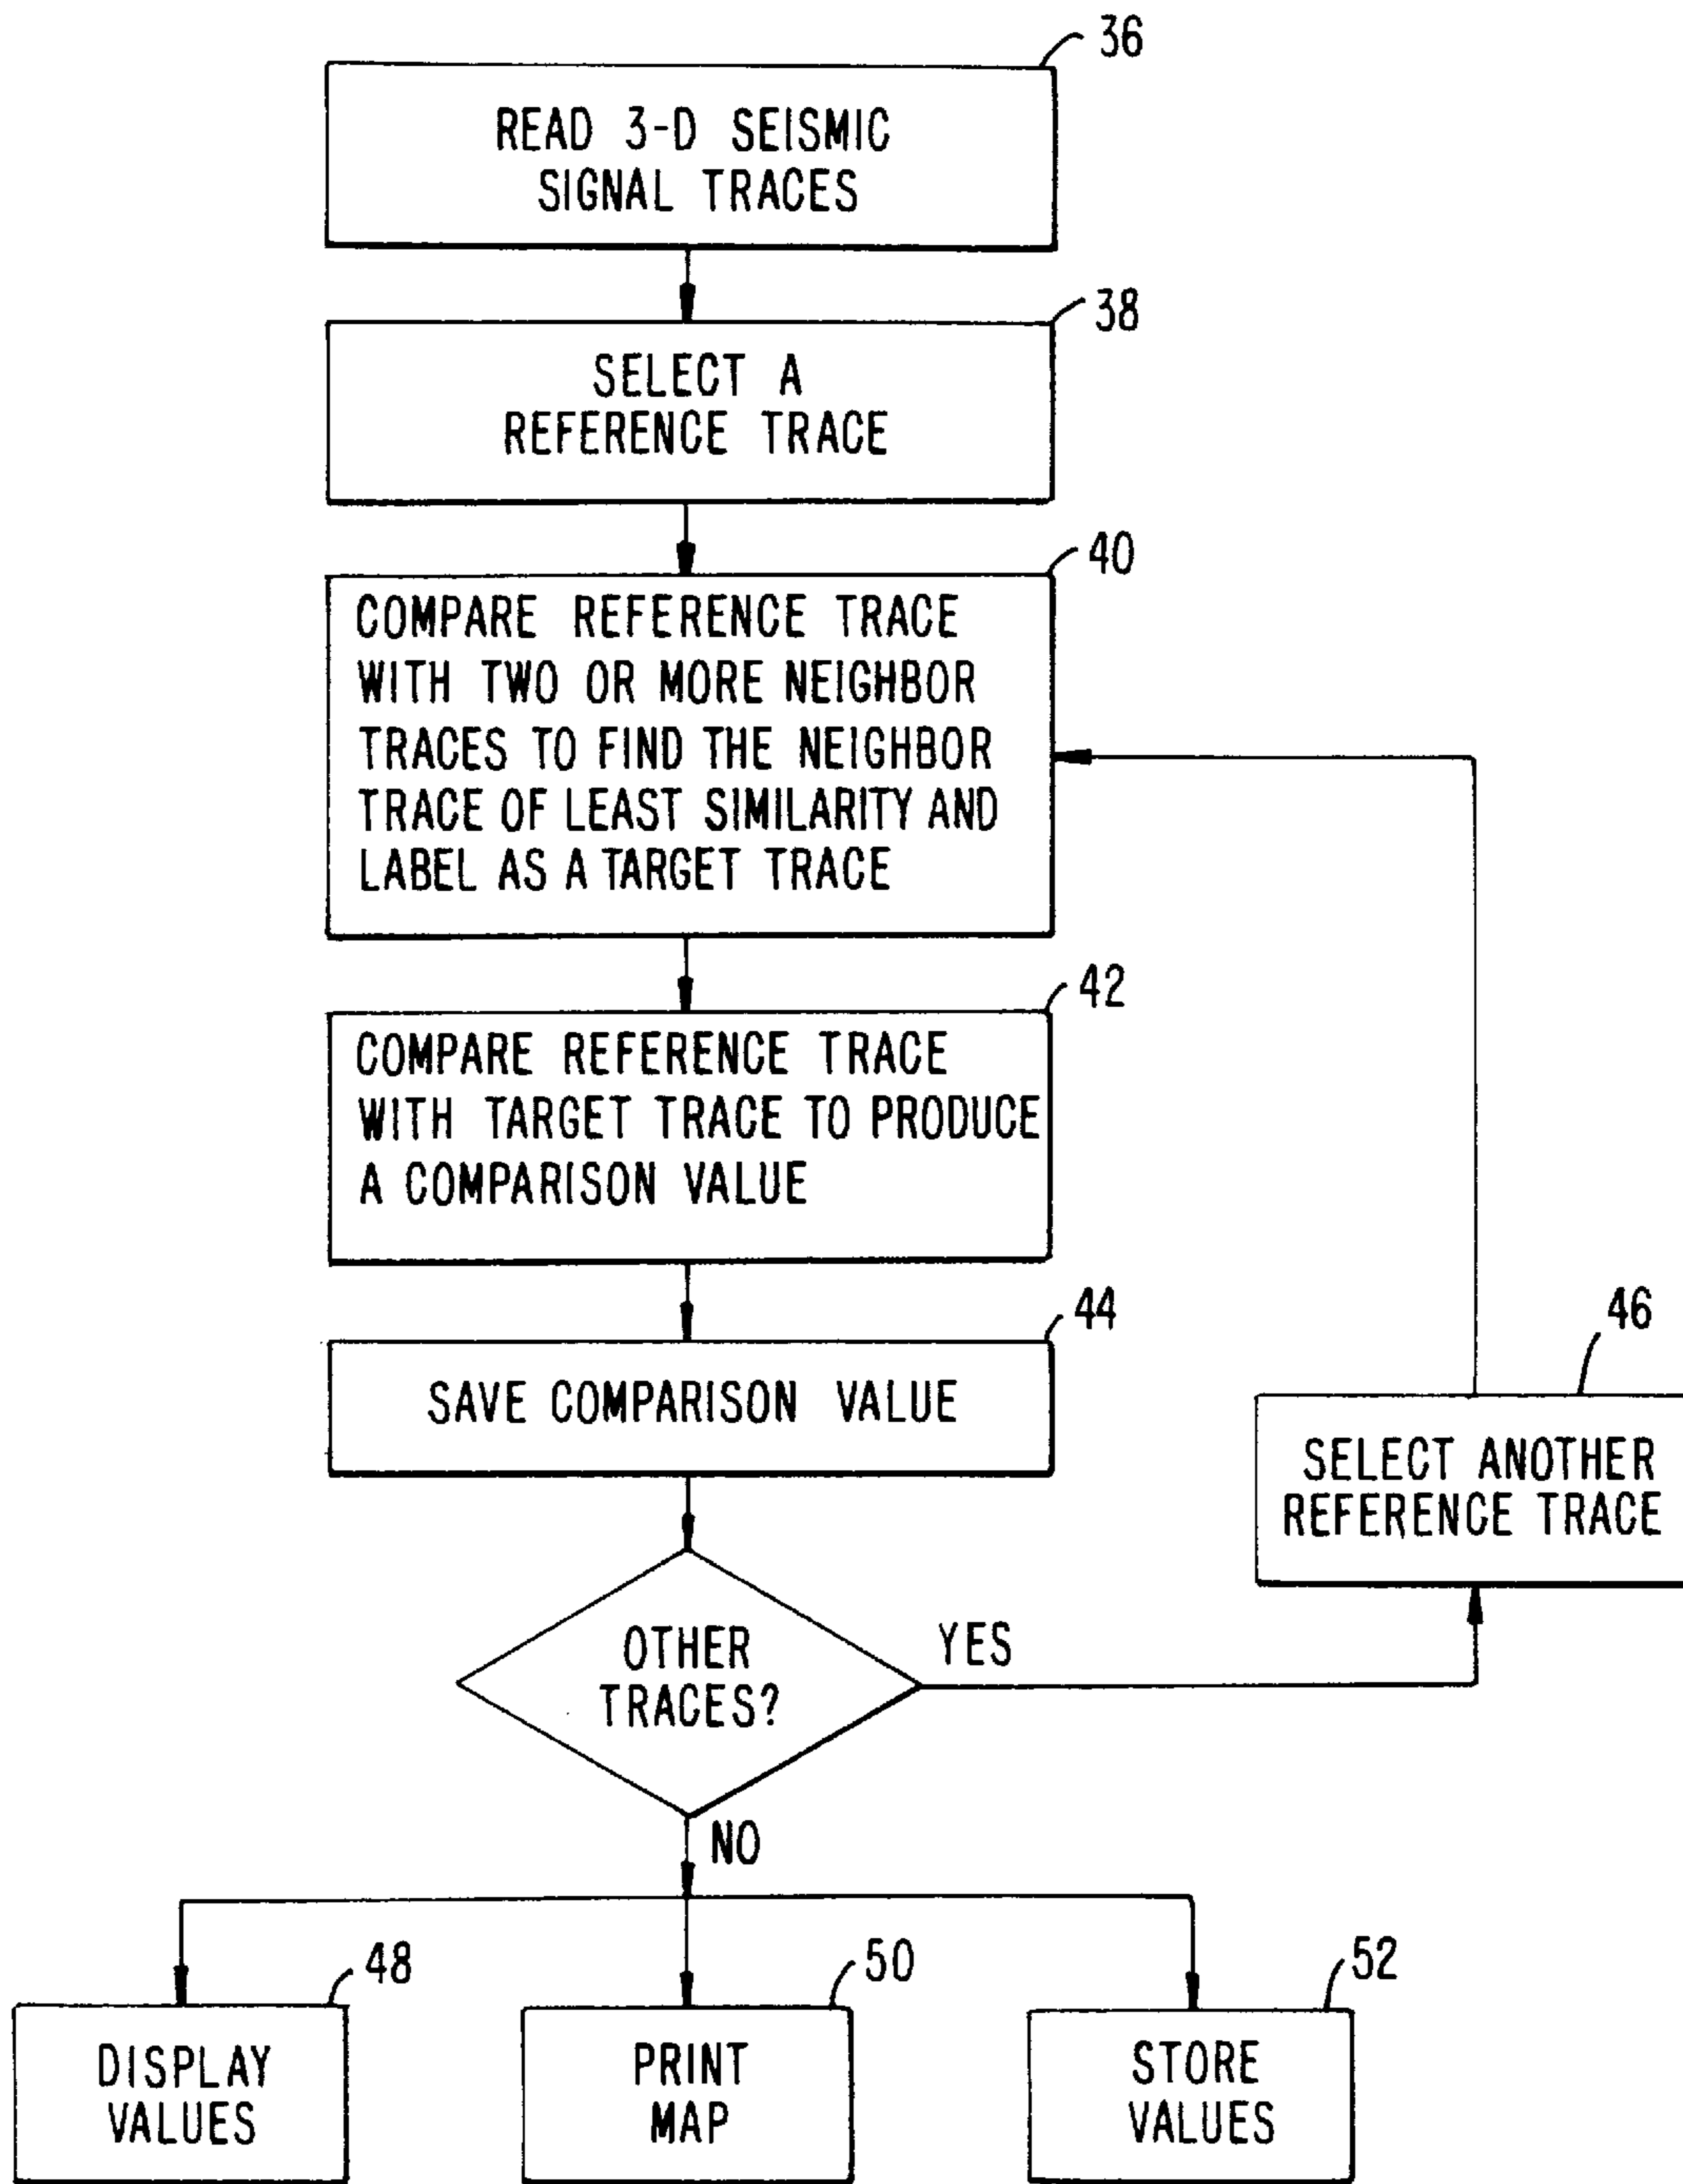 36
READ 3-D SEISMIC
SIGNAL TRACES
38
SELECT A
REFERENCE TRACE
40
COMPARE REFERENCE TRACE
WITH TWO OR MORE NEIGHBOR
TRACES TO FIND THE NEIGHBOR
TRACE OF LEAST SIMILARITY AND
LABEL AS A TARGET TRACE
42
COMPARE REFERENCE TRACE
WITH TARGET TRACE TO PRODUCE
A COMPARISON VALUE
44
SAVE COMPARISON VALUE
46
SELECT ANOTHER
REFERENCE TRACE
OTHER
TRACES?
YES
NO
48
DISPLAY
VALUES
50
PRINT
MAP
52
STORE
VALUES